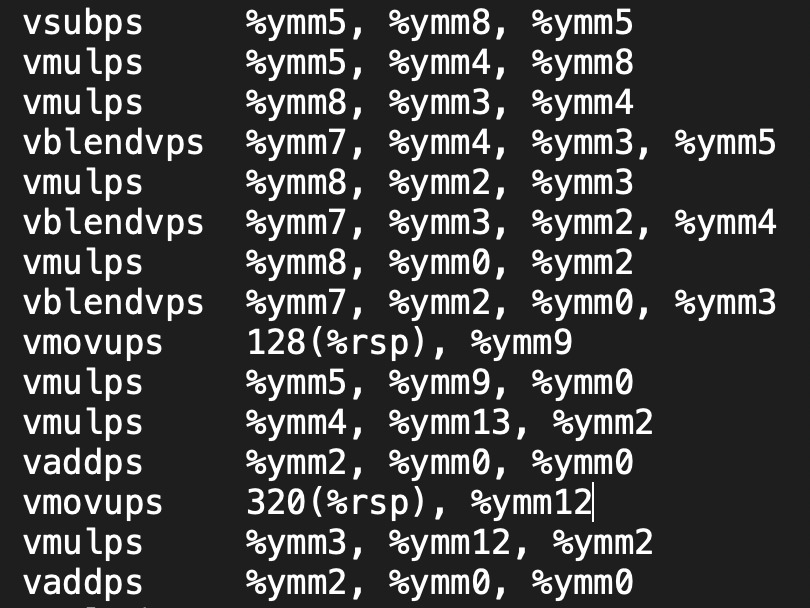 vsubps %ymm5, %ymm8, %ymm5
vmulps %ymm5, %ymm4, %ymm8
vmulps %ymm8, %ymm3, %ymm4
vblendvps %ymm7, %ymm4, %ymm3, %ymm5
vmulps %ymm8, %ymm2, %ymm3
vblendvps %ymm7, %ymm3, %ymm2, %ymm4
vmulps %ymm8, %ymm0, %ymm2
vblendvps %ymm7, %ymm2, %ymm0, %ymm3
vmovups 128(%rsp), %ymm9
vmulps %ymm5, %ymm9, %ymm0
vmulps %ymm4, %ymm13, %ymm2
vaddps %ymm2, %ymm0, %ymm0
vmovups 320(%rsp), %ymm12
vmulps %ymm3, %ymm12, %ymm2
vaddps %ymm2, %ymm0, %ymm0